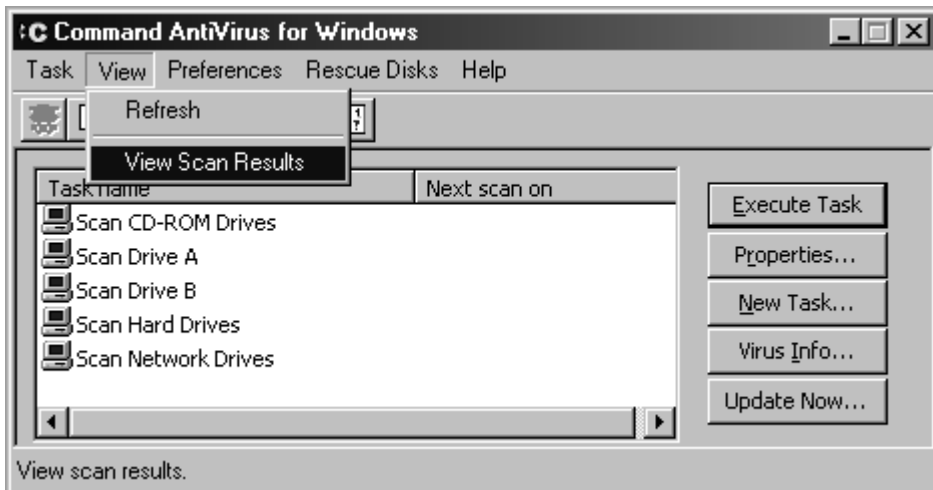 Command AntiVirus for Windows
Task View Preferences Rescue Disks Help
Refresh
View Scan Results
Task name Next scan on
Scan CD-ROM Drives
Scan Drive A
Scan Drive B
Scan Hard Drives
Scan Network Drives
Execute Task
Properties...
New Task...
Virus Info...
Update Now...
View scan results.